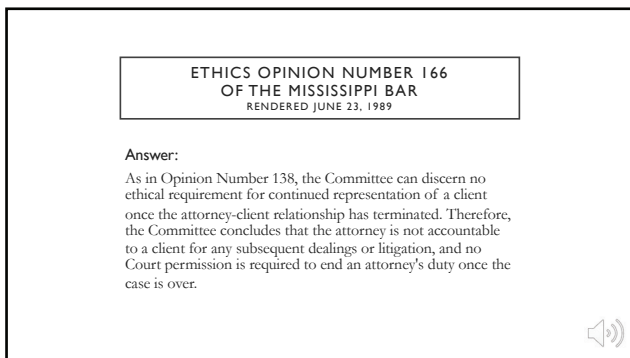 ETHICS OPINION NUMBER 166
OF THE MISSISSIPPI BAR
RENDERED JUNE 23, 1989
Answer:
As in Opinion Number 138, the Committee can discern no
ethical requirement for continued representation of a client
once the attorney-client relationship has terminated. Therefore,
the Committee concludes that the attorney is not accountable
to a client for any subsequent dealings or litigation, and no
Court permission is required to end an attorney's duty once the
case is over.